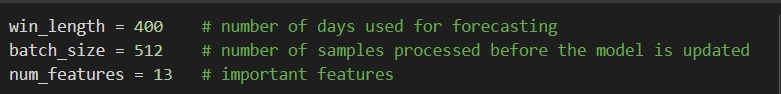 win_length = 400    # number of days used for forecasting
batch_size = 512    # number of samples processed before the model is updated
num_features = 13   # important features